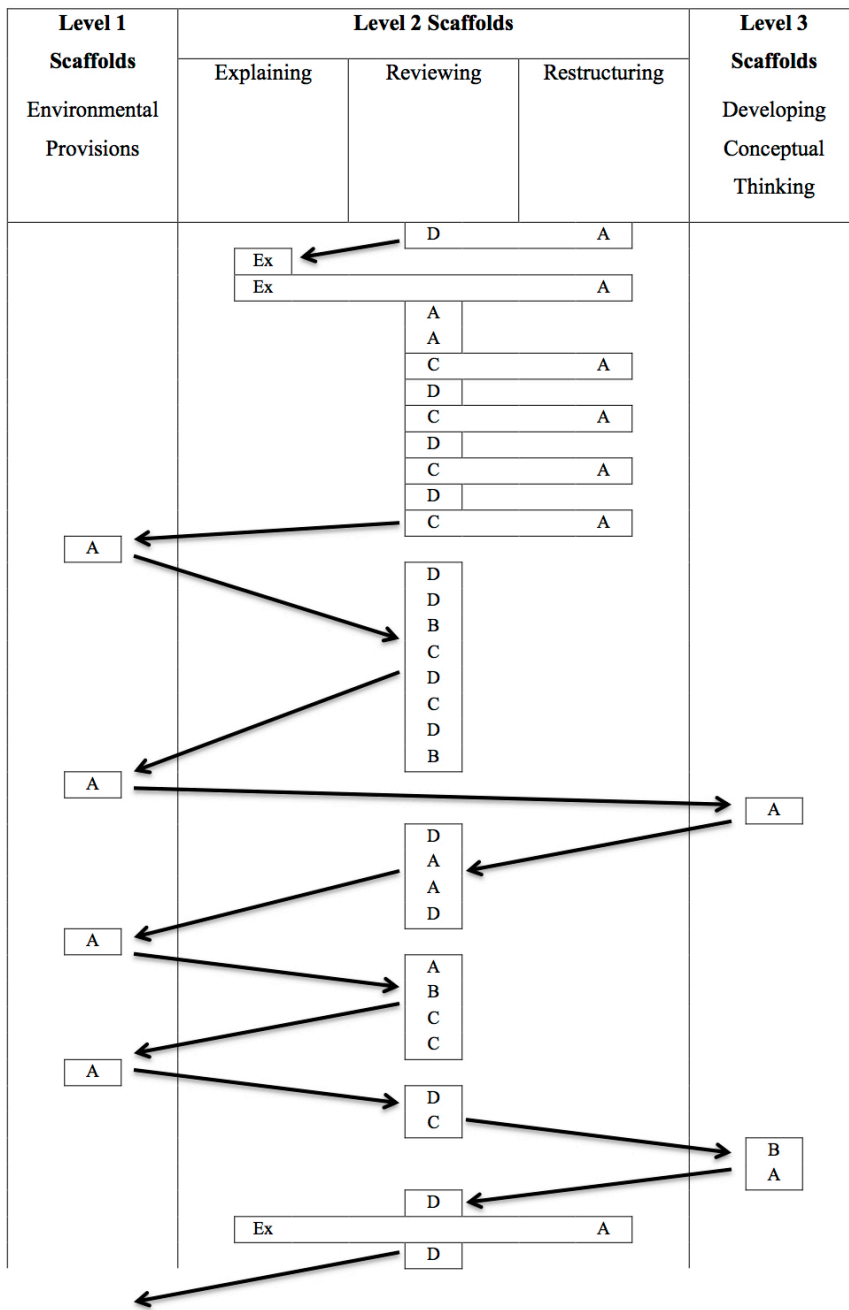 Level 1 Level 2 Scaffolds Level 3
Scaffolds Scaffolds
Explaining Reviewing Restructuring
Environmental Developing
Provisions Conceptual
Thinking
D A
Ex
Ex A
A
A
C A
D
C A
D
C A
D
C A
A
D
D
B
C
D
C
D
B
A
A
D
A
A
D
A
A
B
C
C
A
D
C
B
A
D
Ex A
D